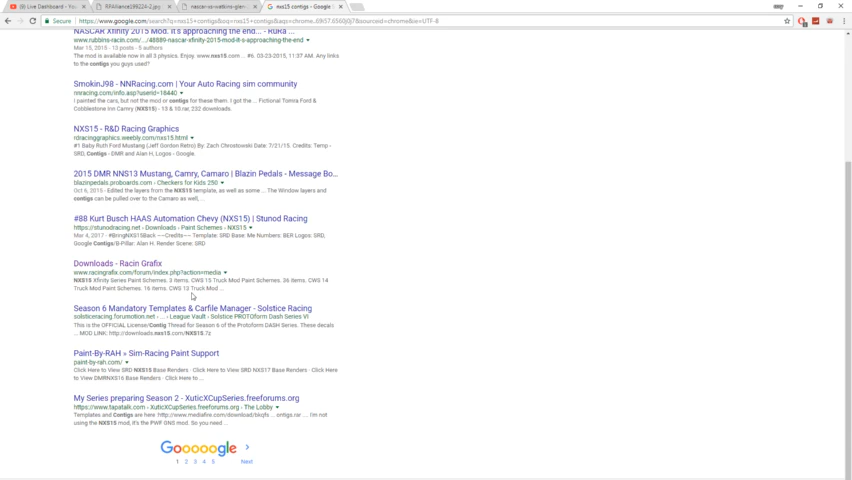 (8) Live Dashboard - You
RFAlliance199224-2.jpg
nascar-vs-watkins-glen-
nxs15 contigs - Google
Secure
https://www.google.com/search?q=nxs15+contigs&oq=nxs15+contigs&aqs=chrome..69i57.6560j0j7&sourceid=chrome&ie=UTF-8
NASCAR Xfinity 2015 Mod. It's approaching the end... -
www.rubbins-racin.com/.../48889-nascar-xfinity-2015-mod-it-s-approaching-the-end
Mar 15, 2015 - 13 posts - 5 authors
The mod is available now in all 3 physics. Enjoy. www.nxs15.com ... #6. 03-23-2015, 11:37 AM. Any links
to the contigs you guys used?
SmokinJ98 - NNRacing.com | Your Auto Racing sim community
nnracing.com/info.asp?userid=18440
I painted the cars, but not the mod or contigs for these them. I got the ... Fictional Tomira Ford &
Cobblestone Inn Camry (NXS15) - 13 & 10 rar, 232 downloads.
NXS15 - R&D Racing Graphics
rdracinggraphics.weebly.com/nxs15.html
#1 Baby Ruth Ford Mustang (Jeff Gordon Retro) By: Zach Chrostowski Date: 7/21/15. Credits: Temp -
SRD, Contigs - DMR and Alan H, Logos - Google.
2015 DMR NNS13 Mustang, Camry, Camaro | Blazin Pedals - Message Bo...
blazinpedals.proboards.com › Checkers for Kids 250
Oct 6, 2015 - Edited the layers from the NXS15 template, as well as some ... The Window layers and
contigs can be pulled over to the Camaro as well, ...
#88 Kurt Busch HAAS Automation Chevy (NXS15) | Stunod Racing
https://stunodracing.net › Downloads › Paint Schemes › NXS15
Mar 4, 2017 - #BringNXS15Back ~~Credits~~ Template: SRD Base: Me Numbers: BER Logos: SRD,
Google Contigs/B-Pillar: Alan H. Render Scene: SRD
Downloads - Racin Grafix
www.racingrafix.com/forum/index.php?action=media
NXS15 Xfinity Series Paint Schemes. 3 items. CWS 15 Truck Mod Paint Schemes. 36 items. CWS 14
Truck Mod Paint Schemes. 16 items. CWS 13 Truck Mod ...
Season 6 Mandatory Templates & Carfile Manager - Solstice Racing
solsticeracing.forumotion.net › ... › League Vault › Solstice PROTOform DASH Series VI
This is the OFFICIAL License/Contig Thread for Season 6 of the Protoform DASH Series. These decals
... MOD LINK: http://downloads.nxs15.com/NXS15.7z
Paint-By-RAH » Sim-Racing Paint Support
paint-by-rah.com/
Click Here to View SRD NXS15 Base Renders · Click Here to View SRD NXS17 Base Renders · Click Here
to View DMRNXS16 Base Renders · Click Here to ...
My Series preparing Season 2 - XuticXCupSeries.freeforums.org
https://www.tapatalk.com › XuticXCupSeries.freeforums.org › The Lobby
Templates and Contigs are here :http://www.mediafire.com/download/bkqfs ... ontigs.rar ... I'm not
using the NXS15 mod, it's the PWF GNS mod. So you need ...
Gooooogle
1 2 3 4 5 Next